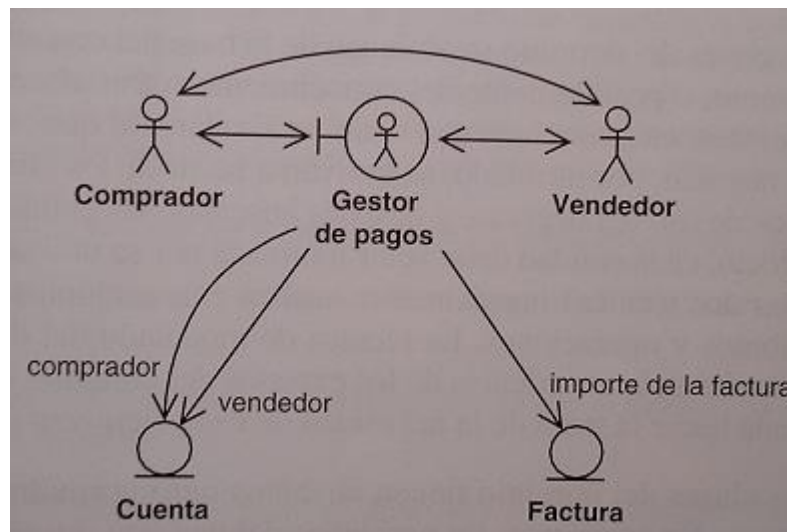 Comprador
Gestor
de pagos
Vendedor
comprador
vendedor
importe de la factura
Cuenta
Factura